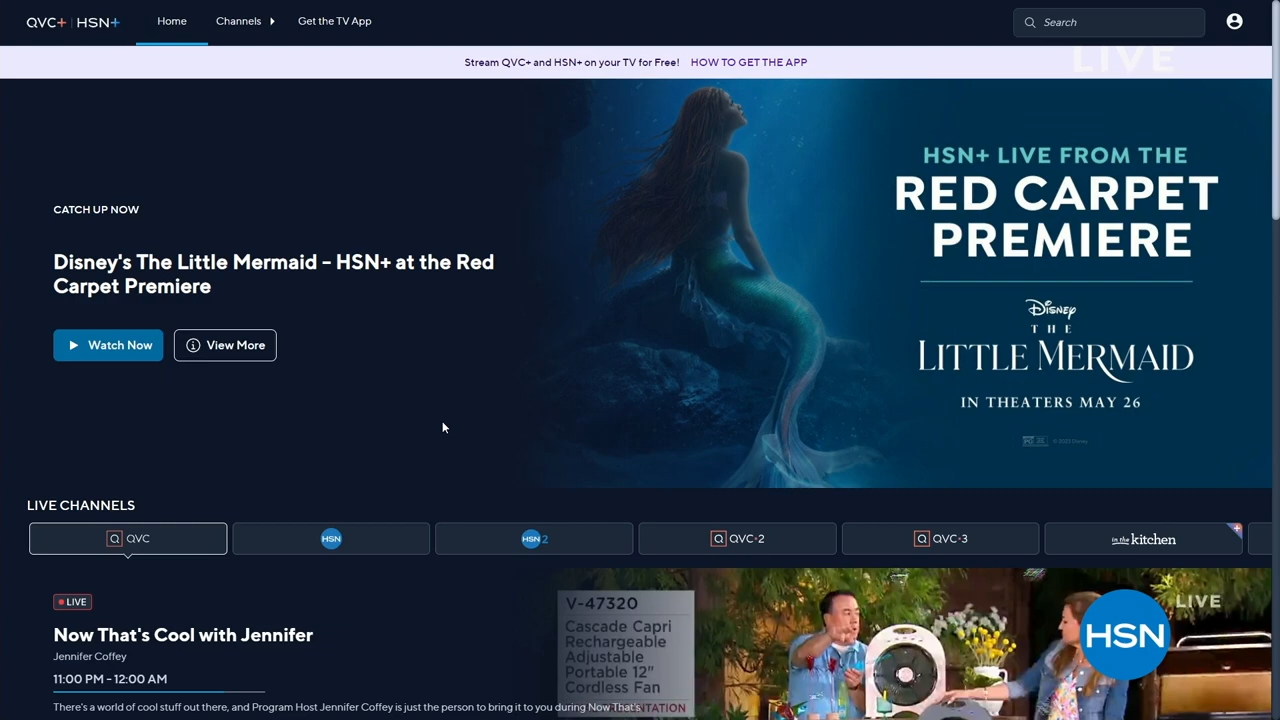 QVC+ | HSN+
Home
Channels
Get the TV App
Search
LIVE
Stream QVC+ and HSN+ on your TV for Free! HOW TO GET THE APP
CATCH UP NOW
Disney's The Little Mermaid - HSN+ at the Red
Carpet Premiere
Watch Now
View More
HSN+ LIVE FROM THE
RED CARPET
PREMIERE
Disney
THE
LITTLE MERMAID
IN THEATERS MAY 26
PG
© 2023 Disney
LIVE CHANNELS
QVC
HSN
HSN 2
QVC•2
QVC•3
in the kitchen
LIVE
Now That's Cool with Jennifer
Jennifer Coffey
11:00 PM - 12:00 AM
There's a world of cool stuff out there, and Program Host Jennifer Coffey is just the person to bring it to you during Now That's
V-47320
Cascade Capri
Rechargeable
Adjustable
Portable 12"
Cordless Fan
LIVE
HSN